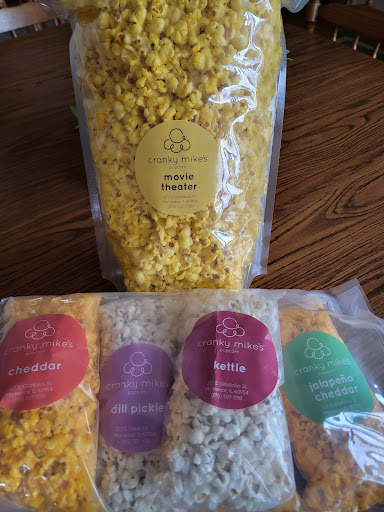 cranky mike's
popcorn
movie
theater
cranky mike's
popcorn
cheddar
cranky mike's
dill pickle
cranky mike's
popcorn
kettle
cranky mike's
popcorn
jalapeño
cheddar